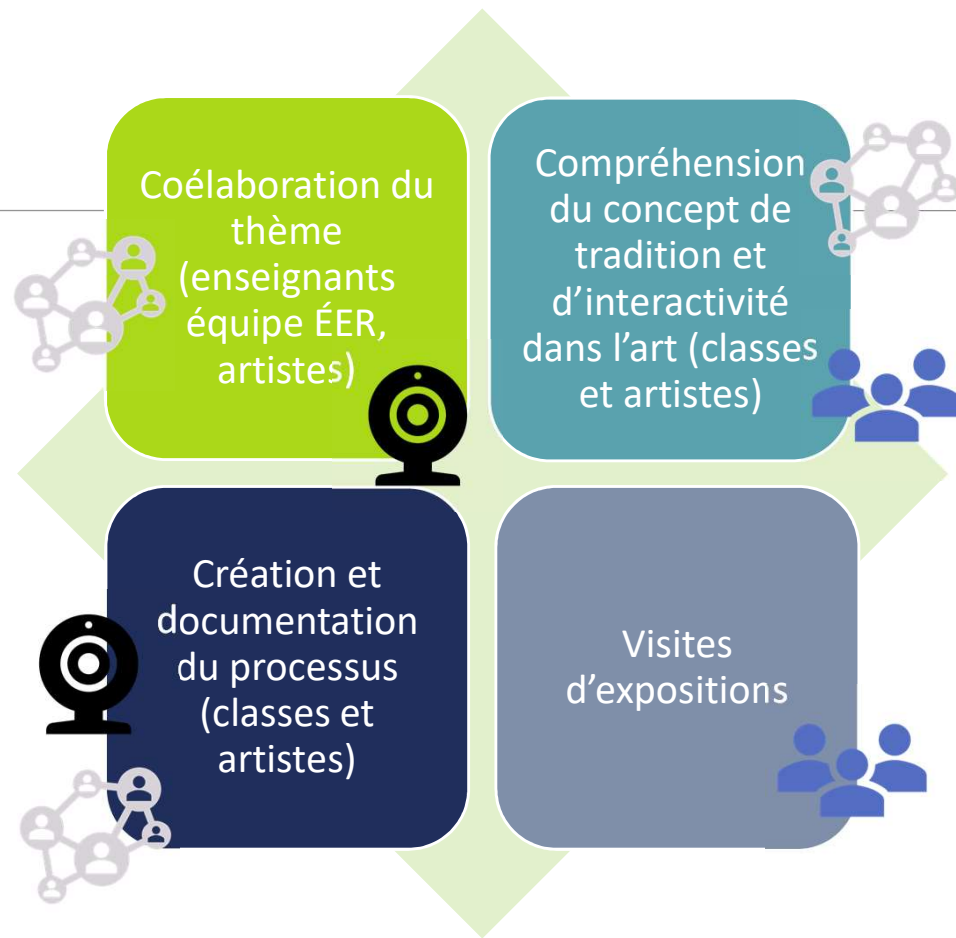 Coélaboration du
thème
(enseignants
équipe ÉER,
artistes)
Compréhension
du concept de
tradition et
d’interactivité
dans l’art (classes
et artistes)
Création et
documentation
du processus
(classes et
artistes)
Visites
d’expositions